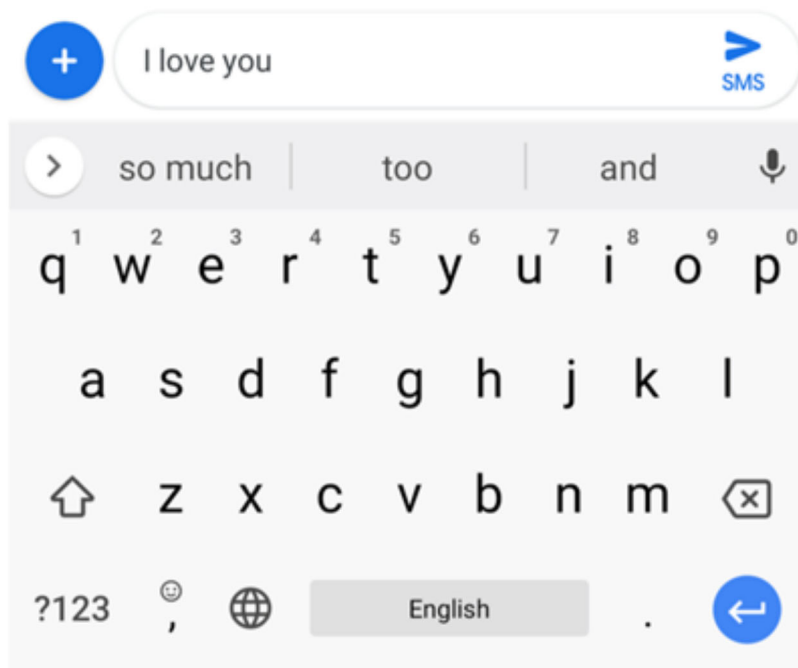 I love you
SMS
so much too and
1 2 3 4 5 6 7 8 9 0
q w e r t y u i o p
a s d f g h j k l
z x c v b n m
?123 , English .